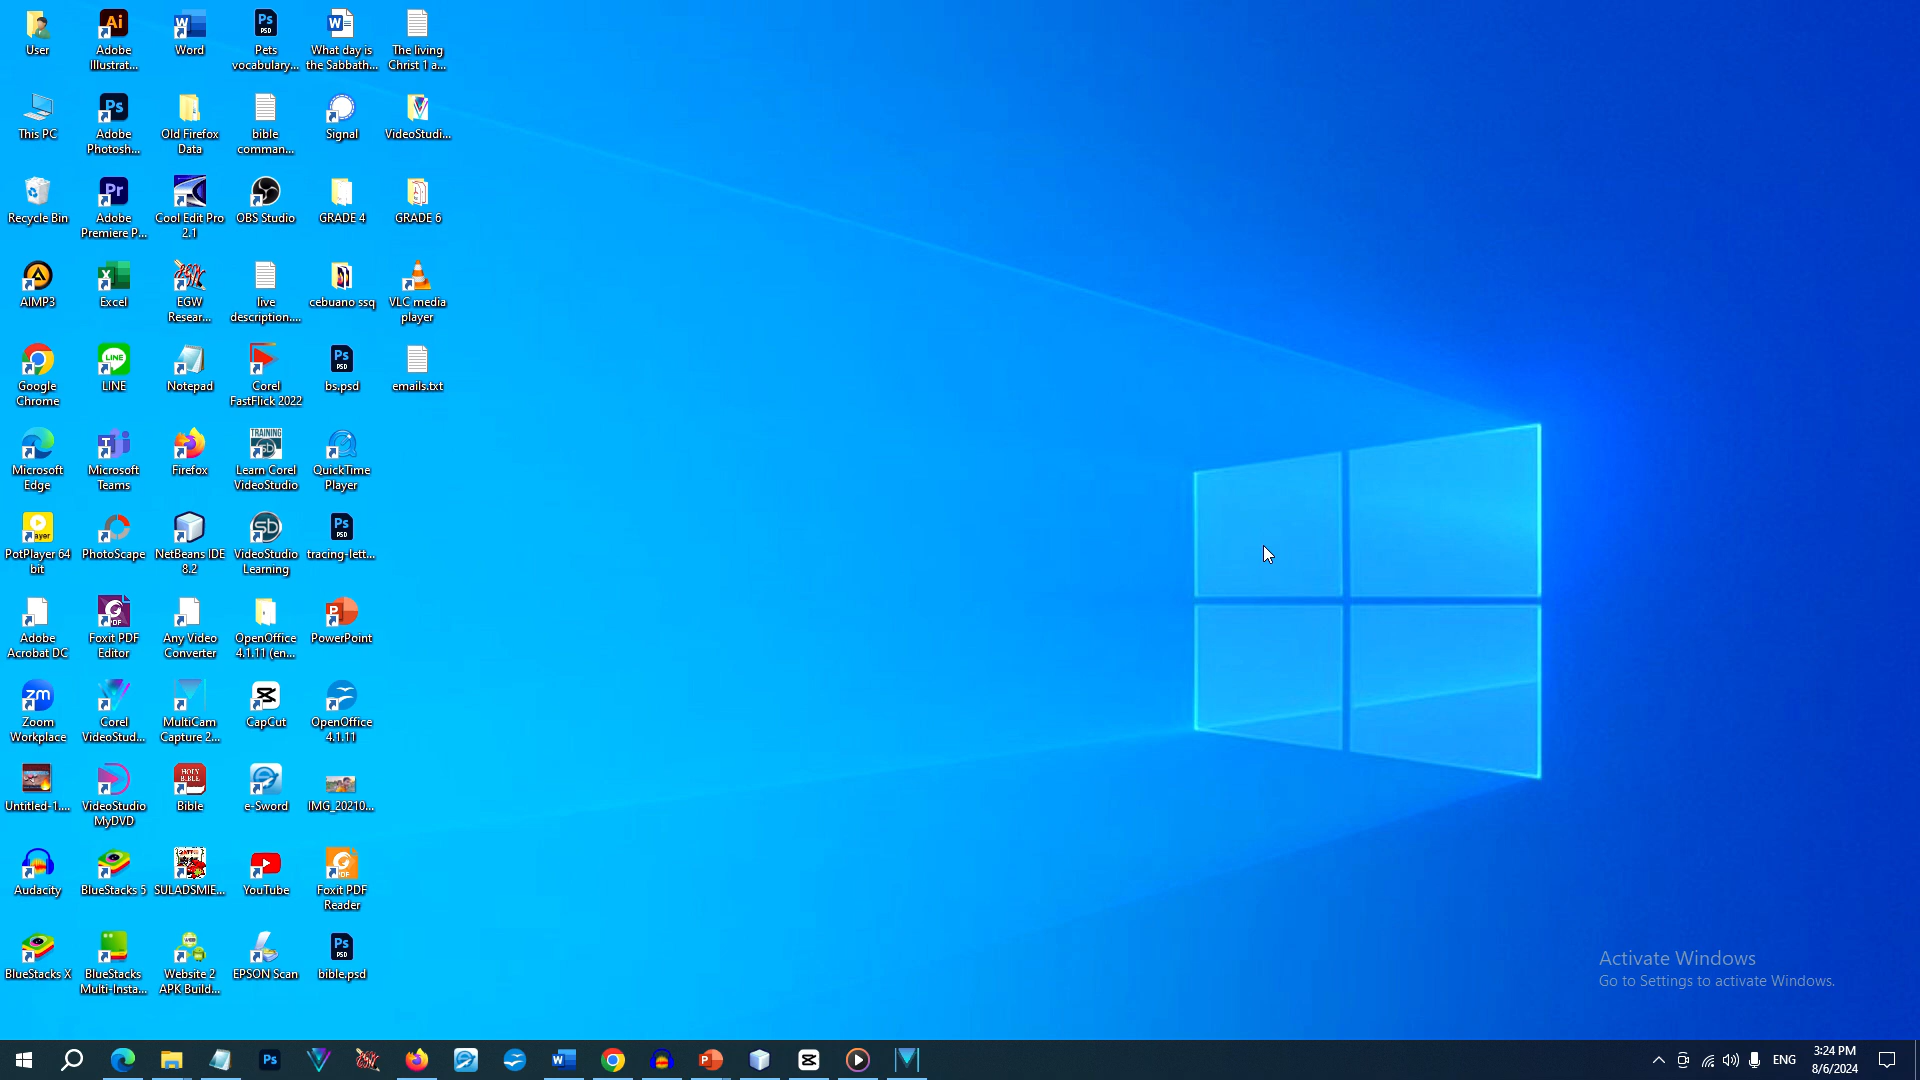 User
Adobe
Illustrat...
Word
Pets
vocabulary...
What day is
the Sabbath...
The living
Christ 1 a...
This PC
Adobe
Photosh...
Old Firefox
Data
bible
comman...
Signal
VideoStudi...
Recycle Bin
Adobe
Premiere P...
Cool Edit Pro
2.1
OBS Studio
GRADE 4
GRADE 6
AIMP3
Excel
EGW
Resear...
live
description....
cebuano ssq
VLC media
player
Google
Chrome
LINE
Notepad
Corel
FastFlick 2022
bs.psd
emails.txt
Microsoft
Edge
Microsoft
Teams
Firefox
Learn Corel
VideoStudio
QuickTime
Player
PotPlayer 64
bit
PhotoScape
NetBeans IDE
8.2
VideoStudio
Learning
tracing-lett...
Adobe
Acrobat DC
Foxit PDF
Editor
Any Video
Converter
OpenOffice
4.1.11 (en...
PowerPoint
Zoom
Workplace
Corel
VideoStud...
MultiCam
Capture 2...
CapCut
OpenOffice
4.1.11
Untitled-1....
VideoStudio
MyDVD
Bible
e-Sword
IMG_20210...
Audacity
BlueStacks 5
SULADSMIE...
YouTube
Foxit PDF
Reader
BlueStacks X
BlueStacks
Multi-Insta...
Website 2
APK Build...
EPSON Scan
bible.psd
Activate Windows
Go to Settings to activate Windows.
ENG
3:24 PM
8/6/2024